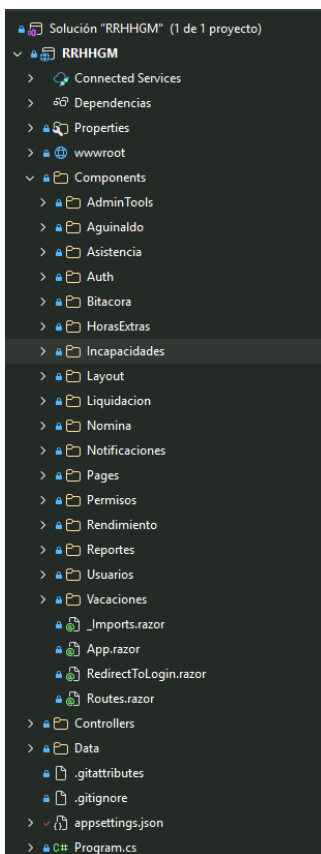 Solución "RRHHGM" (1 de 1 proyecto)
RRHHGM
Connected Services
Dependencias
Properties
wwwroot
Components
AdminTools
Aguinaldo
Asistencia
Auth
Bitacora
HorasExtras
Incapacidades
Layout
Liquidacion
Nomina
Notificaciones
Pages
Permisos
Rendimiento
Reportes
Usuarios
Vacaciones
_Imports.razor
App.razor
RedirectToLogin.razor
Routes.razor
Controllers
Data
.gitattributes
.gitignore
appsettings.json
C# Program.cs